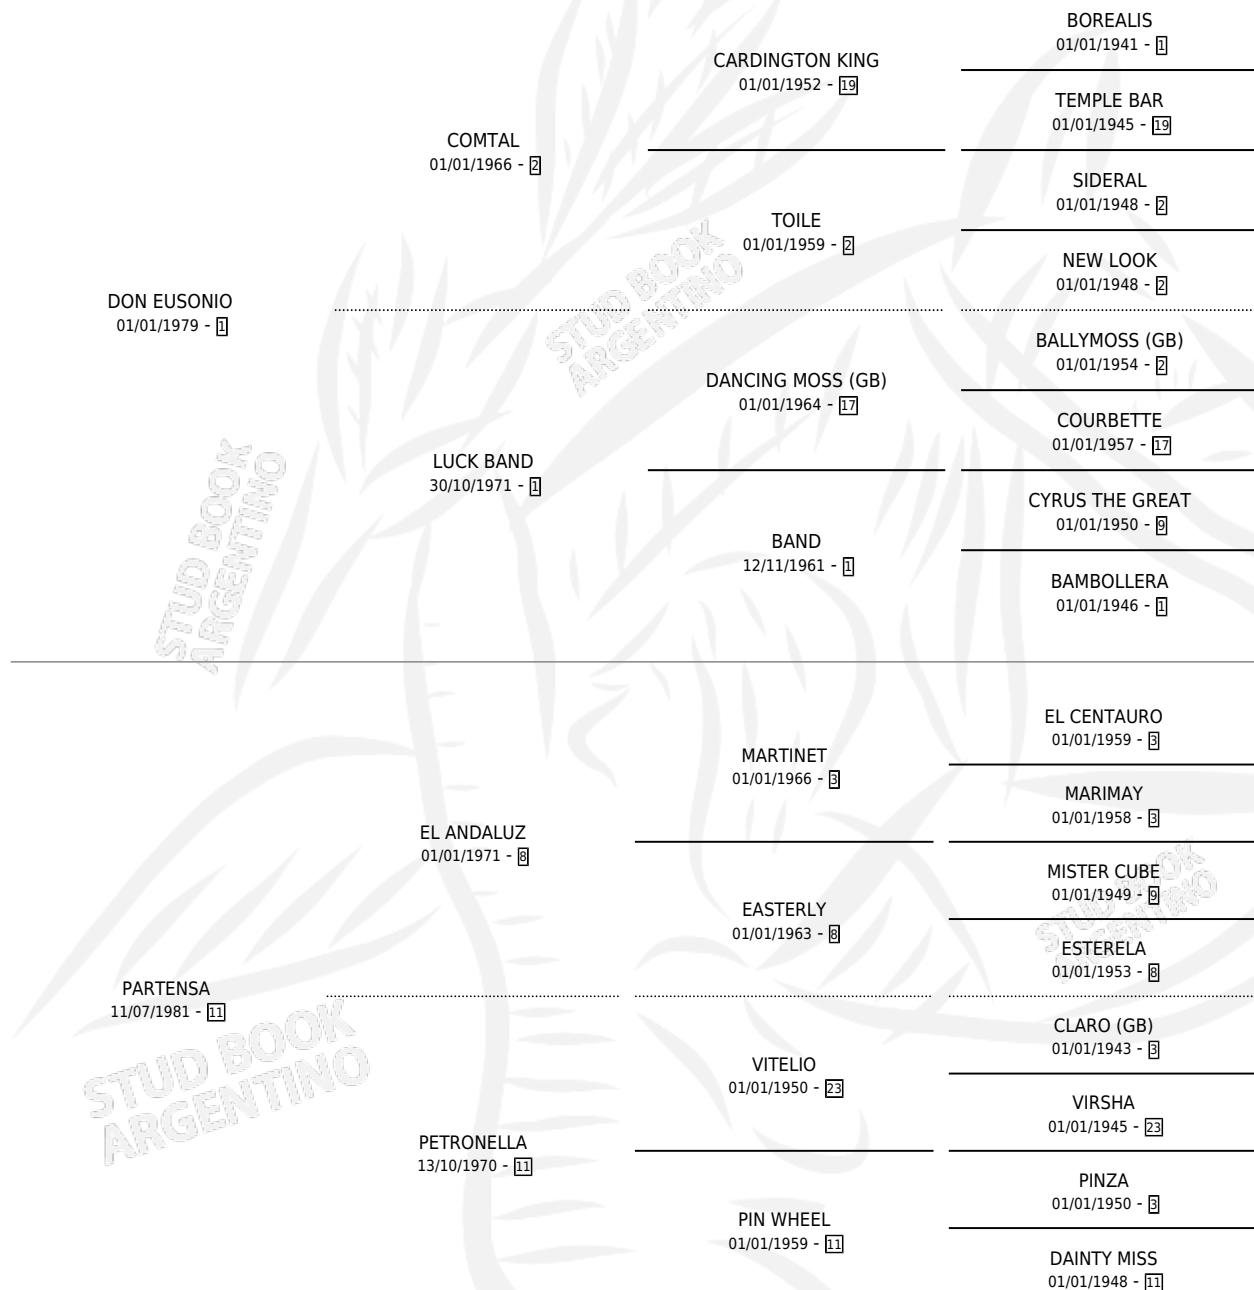 DON EUSONIO
01/01/1979 - 1
COMTAL
01/01/1966 - 2
CARDINGTON KING
01/01/1952 - 19
BOREALIS
01/01/1941 - 1
TEMPLE BAR
01/01/1945 - 19
TOILE
01/01/1959 - 2
SIDERAL
01/01/1948 - 2
NEW LOOK
01/01/1948 - 2
LUCK BAND
30/10/1971 - 1
DANCING MOSS (GB)
01/01/1964 - 17
BALLYMOSS (GB)
01/01/1954 - 2
COURBETTE
01/01/1957 - 17
BAND
12/11/1961 - 1
CYRUS THE GREAT
01/01/1950 - 9
BAMBOLLERA
01/01/1946 - 1
PARTENSA
11/07/1981 - 11
EL ANDALUZ
01/01/1971 - 8
MARTINET
01/01/1966 - 3
EL CENTAURO
01/01/1959 - 3
MARIMAY
01/01/1958 - 3
EASTERLY
01/01/1963 - 8
MISTER CUBE
01/01/1949 - 9
ESTERELA
01/01/1953 - 8
PETRONELLA
13/10/1970 - 11
VITELIO
01/01/1950 - 23
CLARO (GB)
01/01/1943 - 3
VIRSHA
01/01/1945 - 23
PIN WHEEL
01/01/1959 - 11
PINZA
01/01/1950 - 3
DAINTY MISS
01/01/1948 - 11
STUD BOOK
ARGENTINO
STUD BOOK
ARGENTINO
STUD BOOK
ARGENTINO
STUD BOOK
ARGENTINO